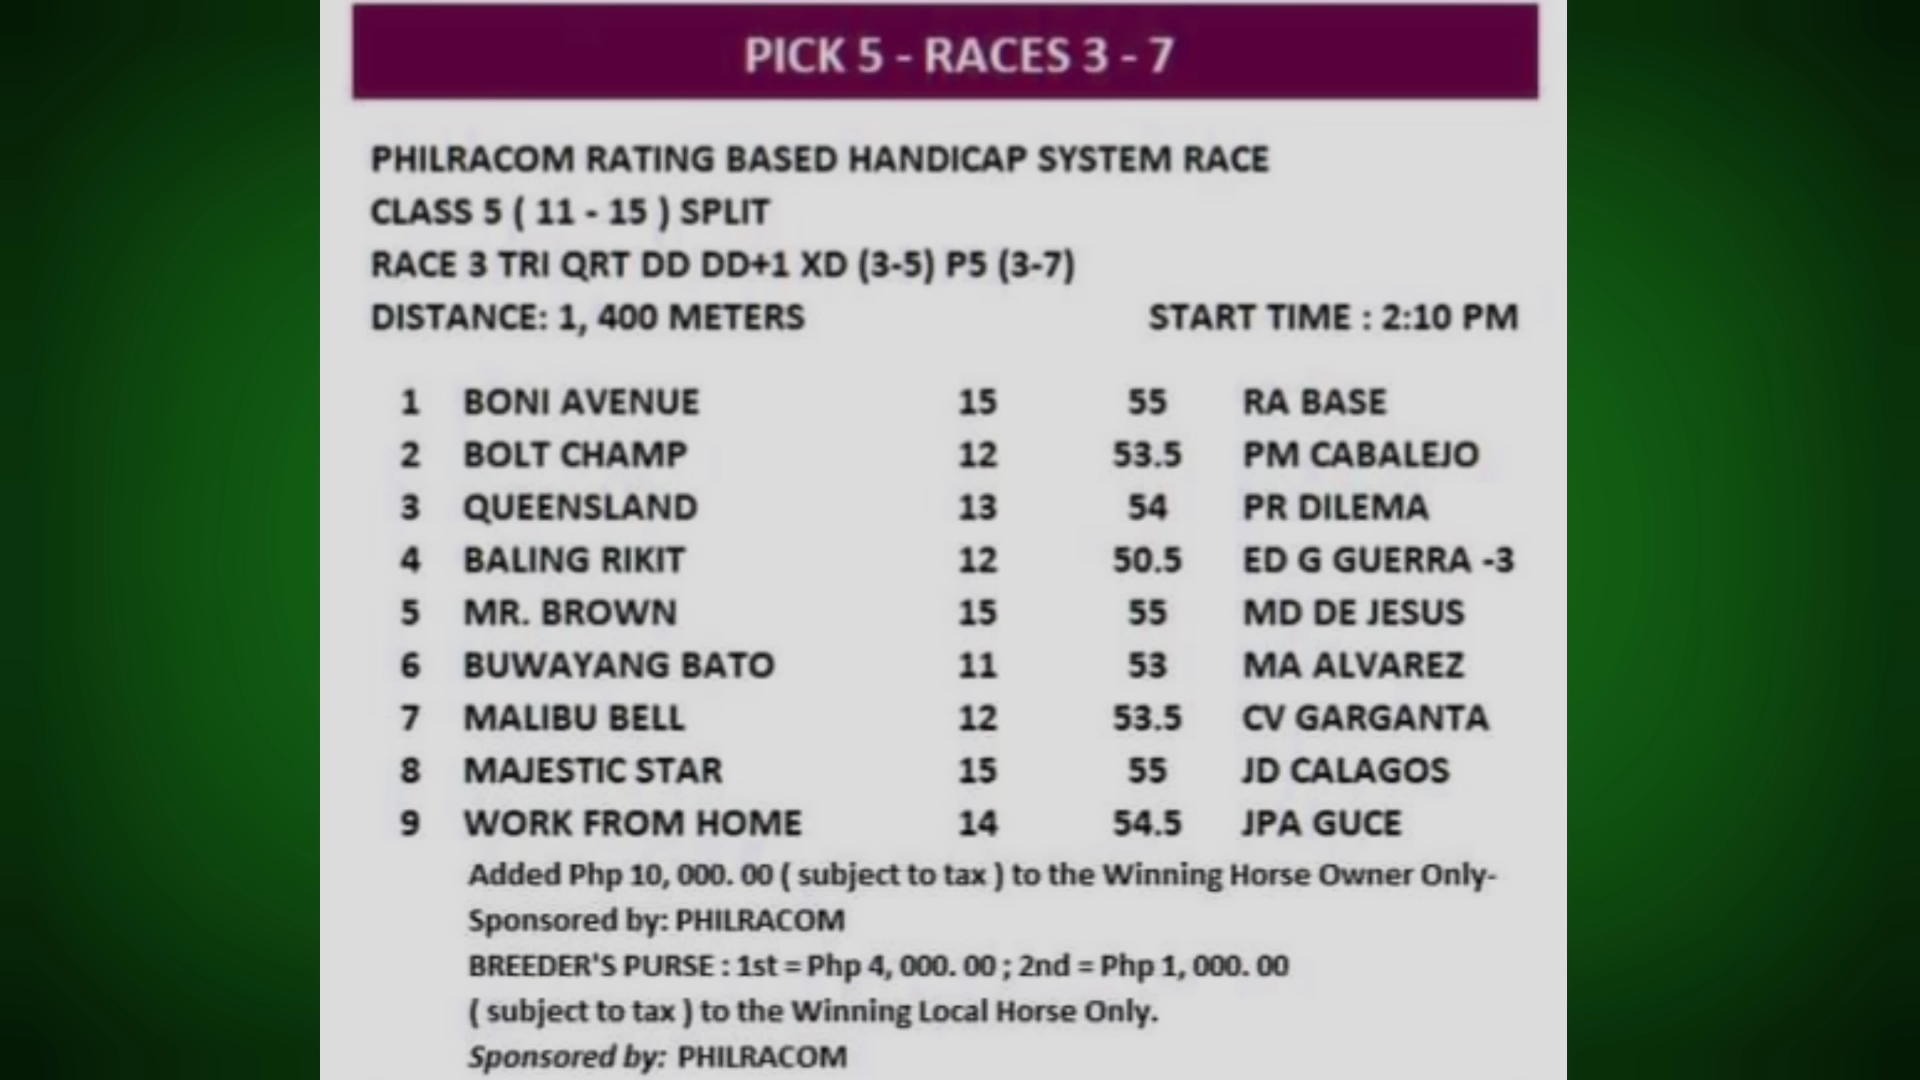 PICK 5 - RACES 3 - 7
PHILRACOM RATING BASED HANDICAP SYSTEM RACE
CLASS 5 ( 11 - 15 ) SPLIT
RACE 3 TRI QRT DD DD+1 XD (3-5) P5 (3-7)
DISTANCE: 1, 400 METERS START TIME : 2:10 PM
1 BONI AVENUE 15 55 RA BASE
2 BOLT CHAMP 12 53.5 PM CABALEJO
3 QUEENSLAND 13 54 PR DILEMA
4 BALING RIKIT 12 50.5 ED G GUERRA -3
5 MR. BROWN 15 55 MD DE JESUS
6 BUWAYANG BATO 11 53 MA ALVAREZ
7 MALIBU BELL 12 53.5 CV GARGANTA
8 MAJESTIC STAR 15 55 JD CALAGOS
9 WORK FROM HOME 14 54.5 JPA GUCE
Added Php 10, 000. 00 ( subject to tax ) to the Winning Horse Owner Only-
Sponsored by: PHILRACOM
BREEDER'S PURSE : 1st = Php 4, 000. 00 ; 2nd = Php 1, 000. 00
( subject to tax ) to the Winning Local Horse Only.
Sponsored by: PHILRACOM